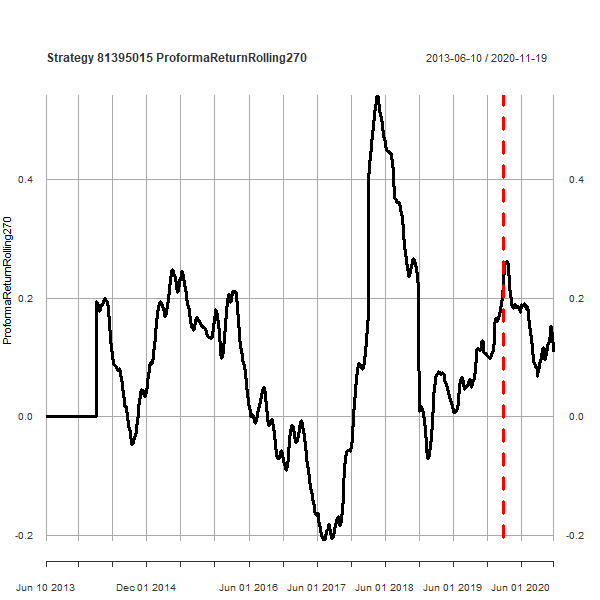 Strategy 81395015 ProformaReturnRolling270
2013-06-10 / 2020-11-19
ProformaReturnRolling270
0.4 0.4
0.2 0.2
0.0 0.0
-0.2 -0.2
Jun 10 2013 Dec 01 2014 Jun 01 2016 Jun 01 2017 Jun 01 2018 Jun 01 2019 Jun 01 2020